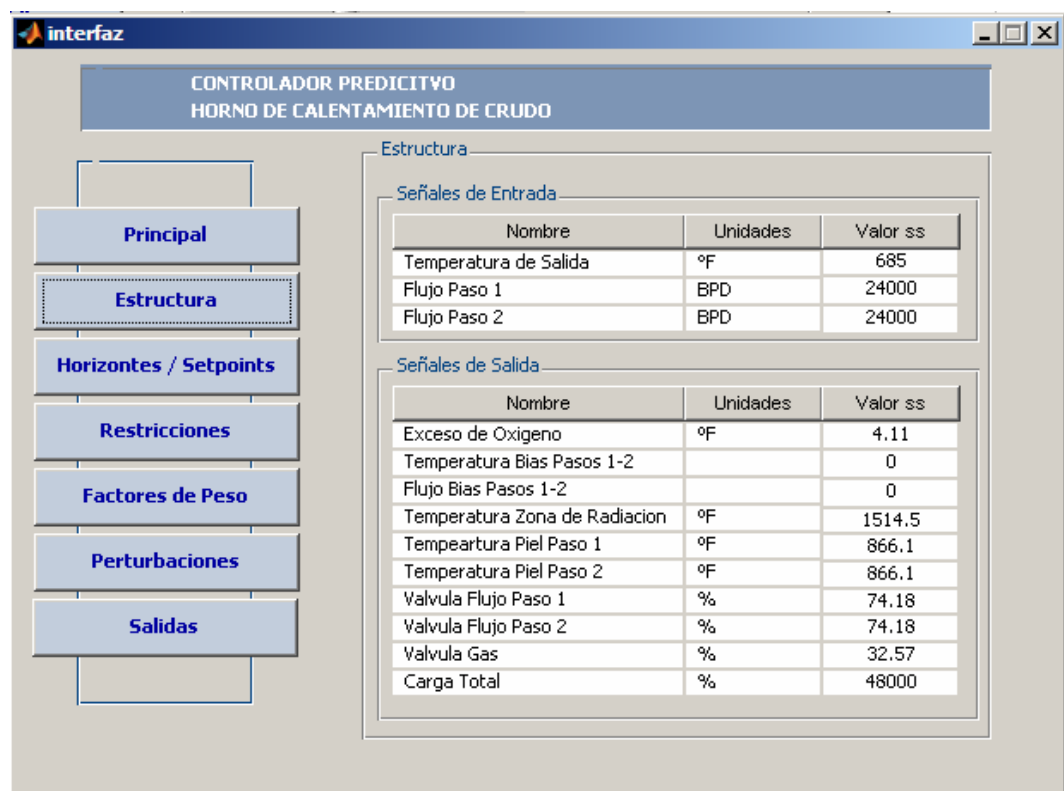 interfaz
CONTROLADOR PREDICITVO
HORNO DE CALENTAMIENTO DE CRUDO
Principal
Estructura
Horizontes / Setpoints
Restricciones
Factores de Peso
Perturbaciones
Salidas
Estructura
Señales de Entrada
Nombre Unidades Valor ss
Temperatura de Salida ºF 685
Flujo Paso 1 BPD 24000
Flujo Paso 2 BPD 24000
Señales de Salida
Nombre Unidades Valor ss
Exceso de Oxigeno ºF 4.11
Temperatura Bias Pasos 1-2 0
Flujo Bias Pasos 1-2 0
Temperatura Zona de Radiacion ºF 1514.5
Tempeartura Piel Paso 1 ºF 866.1
Temperatura Piel Paso 2 ºF 866.1
Valvula Flujo Paso 1 % 74.18
Valvula Flujo Paso 2 % 74.18
Valvula Gas % 32.57
Carga Total % 48000